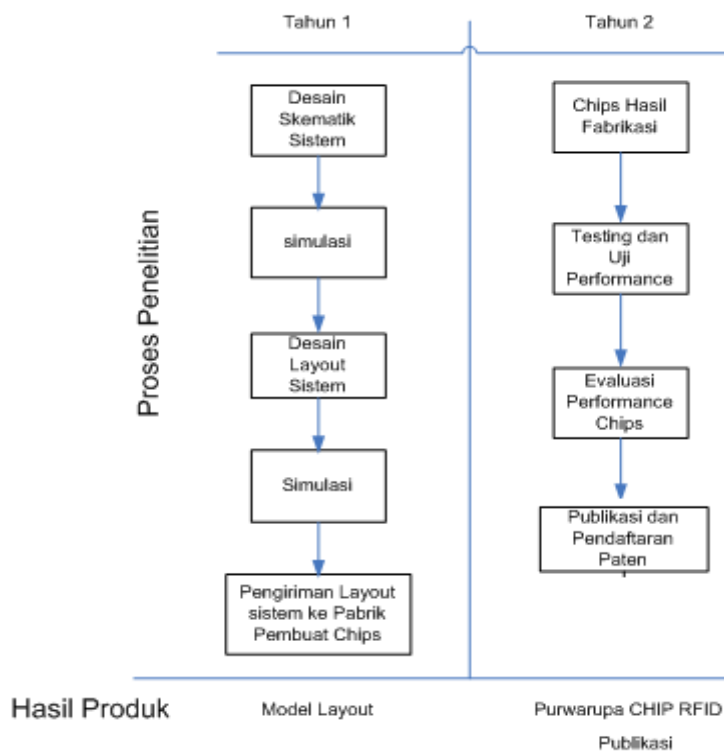 Tahun 1
Tahun 2
Proses Penelitian
Desain
Skematik
Sistem
simulasi
Desain
Layout
Sistem
Simulasi
Pengiriman Layout
sistem ke Pabrik
Pembuat Chips
Chips Hasil
Fabrikasi
Testing dan
Uji
Performance
Evaluasi
Performance
Chips
Publikasi dan
Pendaftaran
Paten
Hasil Produk
Model Layout
Purwarupa CHIP RFID
Publikasi